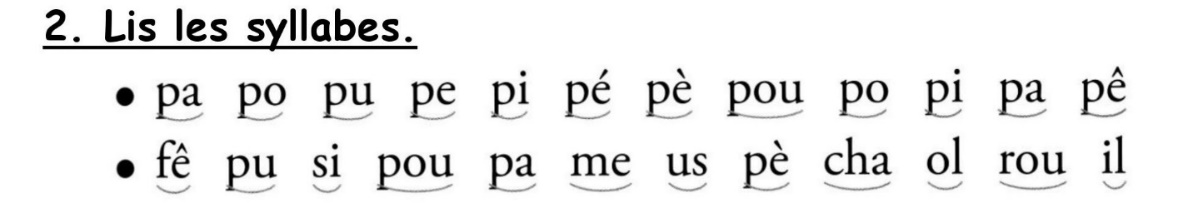 2. Lis les syllabes.
• pa po pu pe pi pé pè pou po pi pa pê
• fê pu si pou pa me us pè cha ol rou il